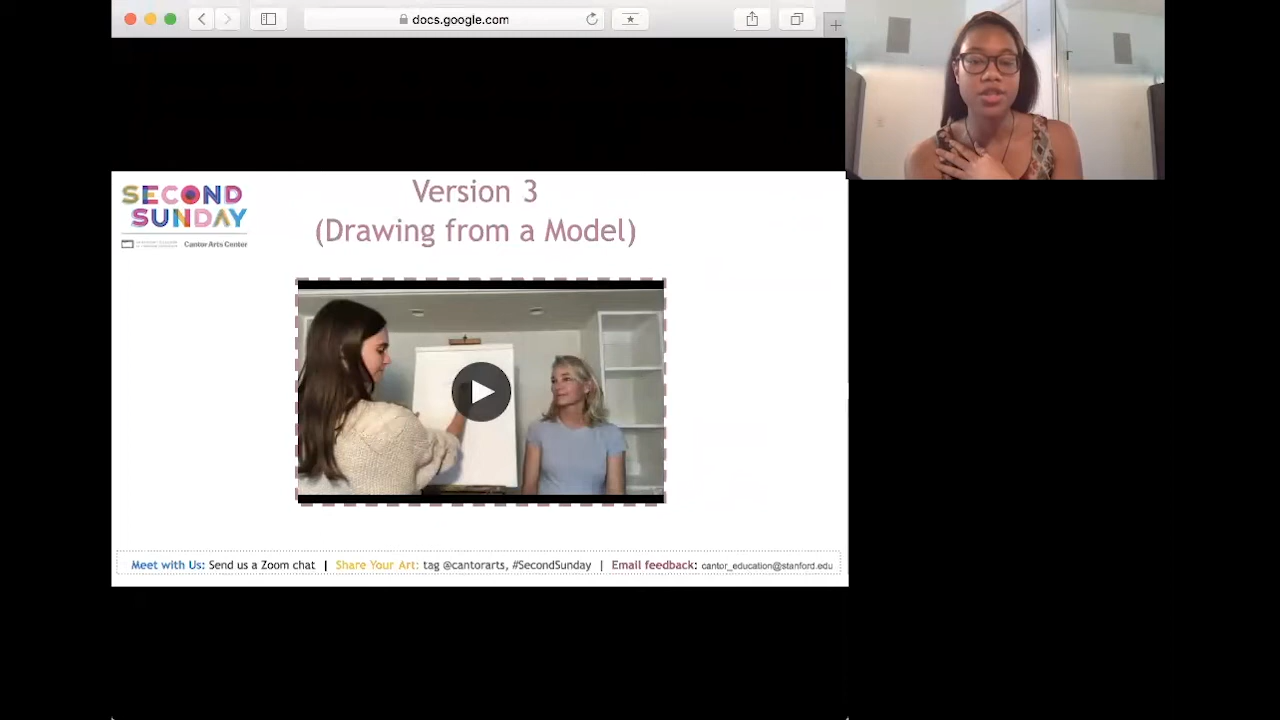 docs.google.com
SECOND
SUNDAY
Cantor Arts Center
Version 3
(Drawing from a Model)
Meet with Us: Send us a Zoom chat | Share Your Art: tag @cantorarts, #SecondSunday | Email feedback: cantor_education@stanford.edu